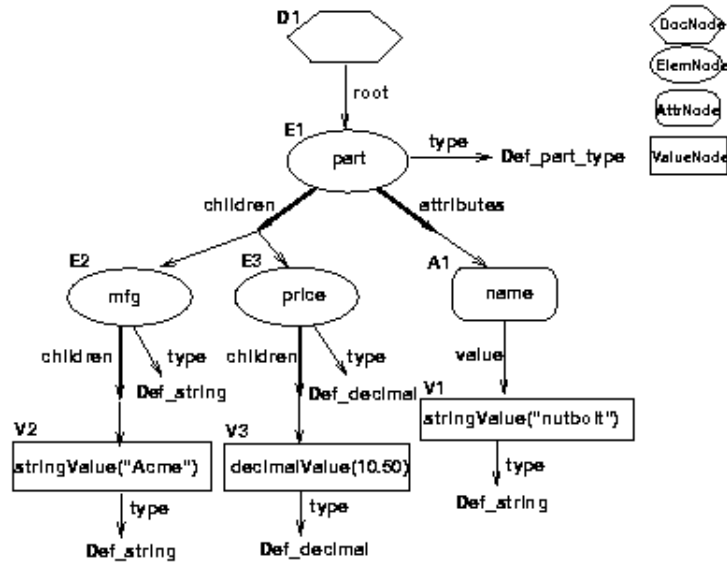 D1
DocNode
ElemNode
AttrNode
ValueNode
root
E1
part
type
Def_part_type
children
attributes
E2
mfg
E3
price
A1
name
children
type
Def_string
children
type
Def_decimal
value
V1
stringValue("nutbolt")
type
Def_string
V2
stringValue("Acme")
type
Def_string
V3
decimalValue(10.50)
type
Def_decimal